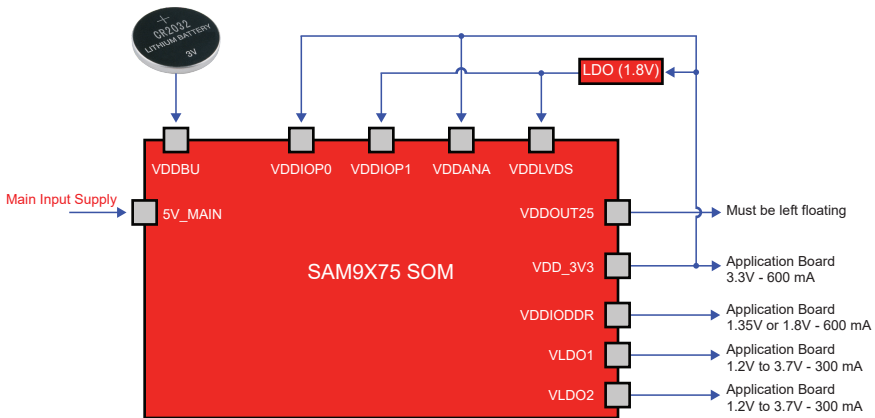 CR2032
LITHIUM BATTERY
3V
LDO (1.8V)
VDDBU
VDDIOP0
VDDIOP1
VDDANA
VDDLVDS
Main Input Supply
5V_MAIN
VDDOUT25
Must be left floating
SAM9X75 SOM
VDD_3V3
Application Board
3.3V - 600 mA
VDDIODDR
Application Board
1.35V or 1.8V - 600 mA
VLDO1
Application Board
1.2V to 3.7V - 300 mA
VLDO2
Application Board
1.2V to 3.7V - 300 mA